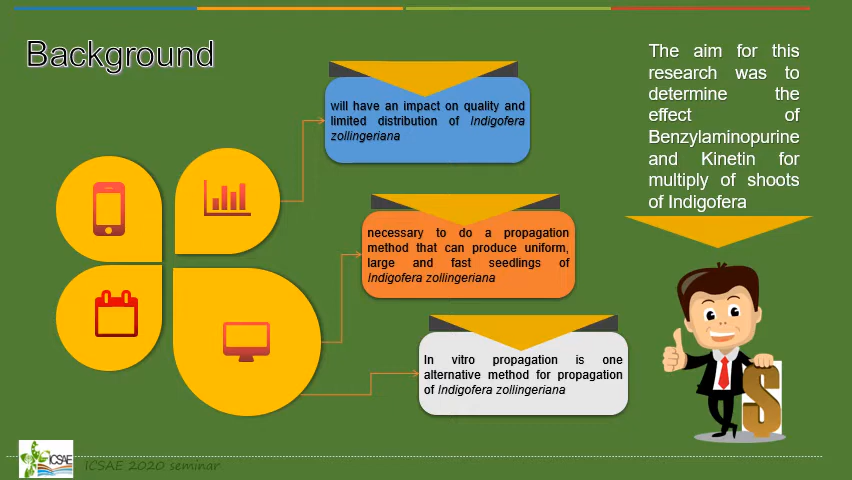 Background
will have an impact on quality and
limited distribution of Indigofera
zollingeriana
necessary to do a propagation
method that can produce uniform,
large and fast seedlings of
Indigofera zollingeriana
In vitro propagation is one
alternative method for propagation
of Indigofera zollingeriana
The aim for this
research was to
determine the
effect of
Benzylaminopurine
and Kinetin for
multiply of shoots
of Indigofera
S
ICSAE
ICSAE 2020 seminar